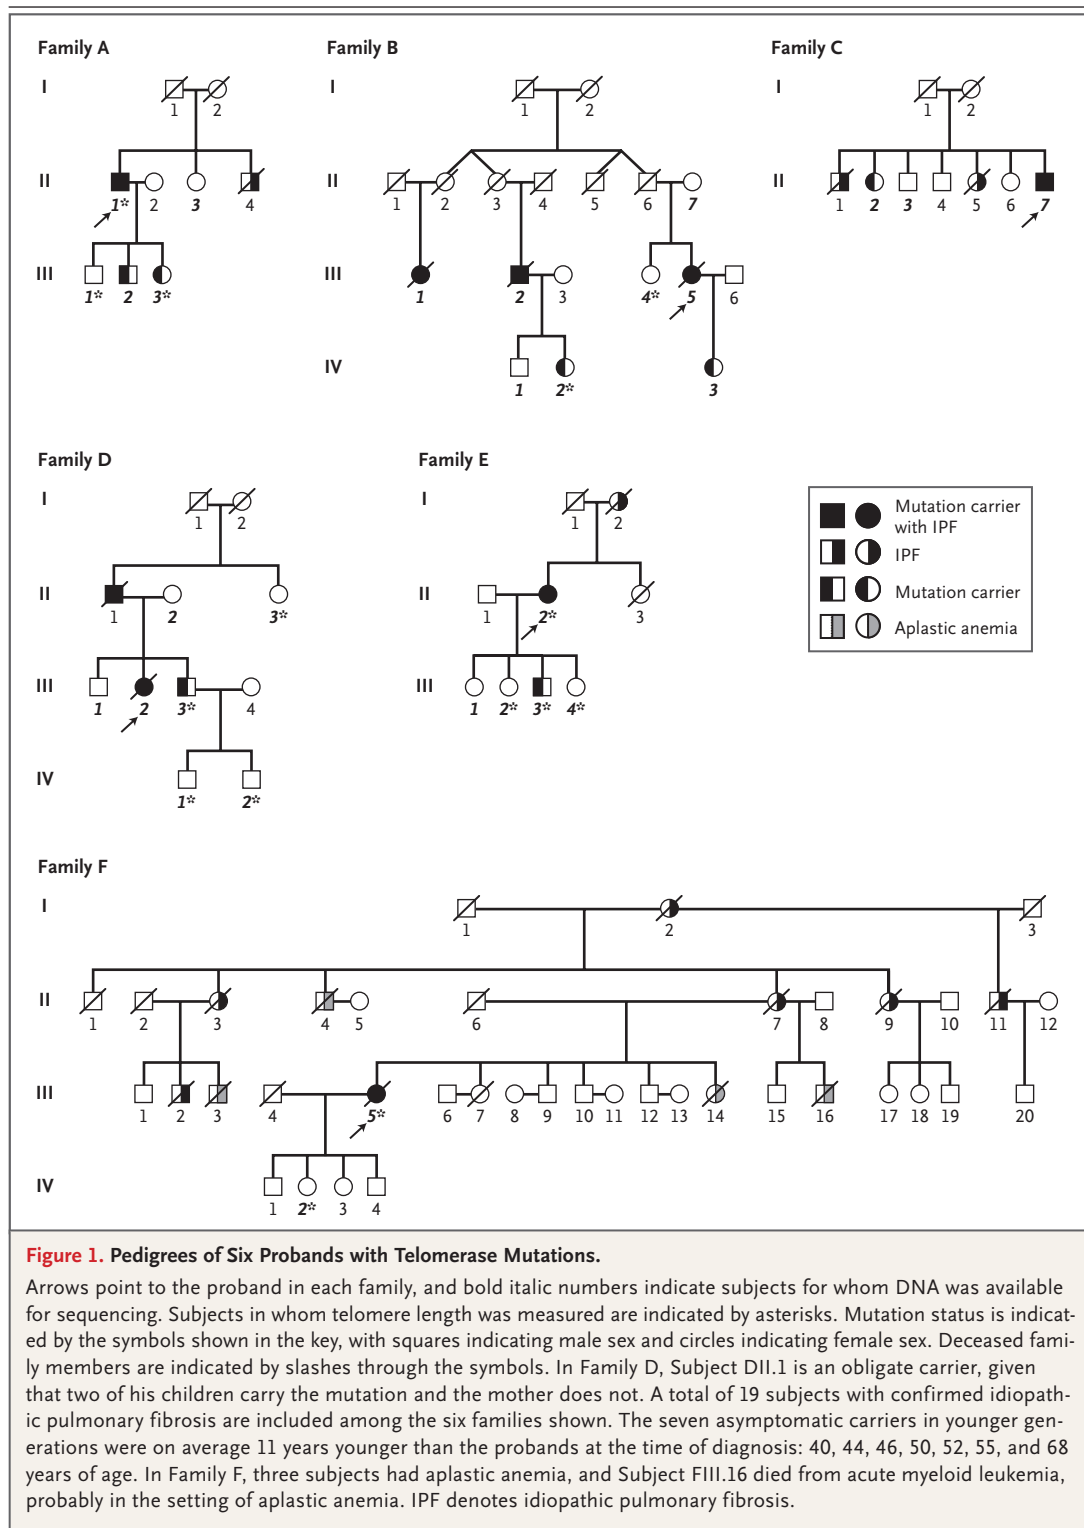 Family A
Family B
Family C
I
I
I
1
2
1
2
1
2
II
II
II
1*
2
3
4
1
2
3
4
5
6
7
1
2
3
4
5
6
7
III
III
1*
2
3*
1
2
3
4*
5
6
IV
1
2*
3
Family D
Family E
I
I
1
2
1
2
II
II
1
2
3*
1
2*
3
III
III
1
2
3*
4
1
2*
3*
4*
IV
1*
2*
Mutation carrier
with IPF
IPF
Mutation carrier
Aplastic anemia
Family F
I
1
2
3
II
1
2
3
4
5
6
7
8
9
10
11
12
III
1
2
3
4
5*
6
7
8
9
10
11
12
13
14
15
16
17
18
19
20
IV
1
2*
3
4
Figure 1. Pedigrees of Six Probands with Telomerase Mutations.
Arrows point to the proband in each family, and bold italic numbers indicate subjects for whom DNA was available
for sequencing. Subjects in whom telomere length was measured are indicated by asterisks. Mutation status is indicat-
ed by the symbols shown in the key, with squares indicating male sex and circles indicating female sex. Deceased fami-
ly members are indicated by slashes through the symbols. In Family D, Subject DII.1 is an obligate carrier, given
that two of his children carry the mutation and the mother does not. A total of 19 subjects with confirmed idiopath-
ic pulmonary fibrosis are included among the six families shown. The seven asymptomatic carriers in younger gen-
erations were on average 11 years younger than the probands at the time of diagnosis: 40, 44, 46, 50, 52, 55, and 68
years of age. In Family F, three subjects had aplastic anemia, and Subject FIII.16 died from acute myeloid leukemia,
probably in the setting of aplastic anemia. IPF denotes idiopathic pulmonary fibrosis.